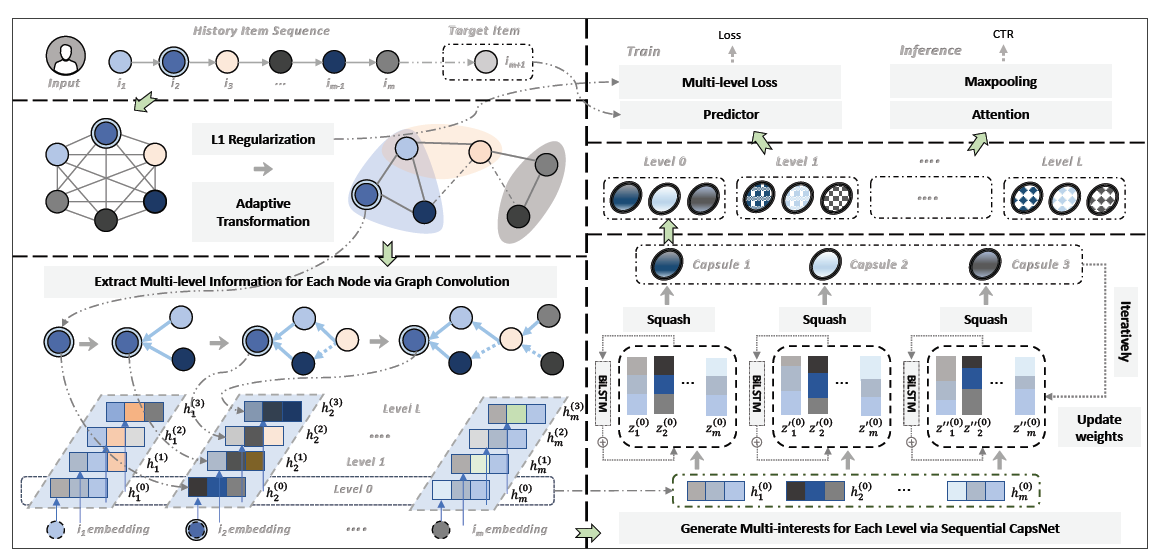 History Item Sequence
Target Item
Input
i1
i2
i3
...
im-1
im
im+1
L1 Regularization
Adaptive
Transformation
Extract Multi-level Information for Each Node via Graph Convolution
h1(3)
h1(2)
h1(1)
h1(0)
h2(3)
h2(2)
h2(1)
h2(0)
Level L
....
Level 1
Level 0
hm(3)
hm(2)
hm(1)
hm(0)
i1 embedding
i2 embedding
....
im embedding
Loss
CTR
Train
Inference
Multi-level Loss
Maxpooling
Predictor
Attention
Level 0
Level 1
....
Level L
....
Capsule 1
Capsule 2
Capsule 3
Squash
Squash
Squash
Iteratively
BiLSTM
...
z1(0)
z2(0)
zm(0)
BiLSTM
...
z'1(0)
z'2(0)
z'm(0)
BiLSTM
...
z''1(0)
z''2(0)
z''m(0)
Update
weights
h1(0)
h2(0)
...
hm(0)
Generate Multi-interests for Each Level via Sequential CapsNet